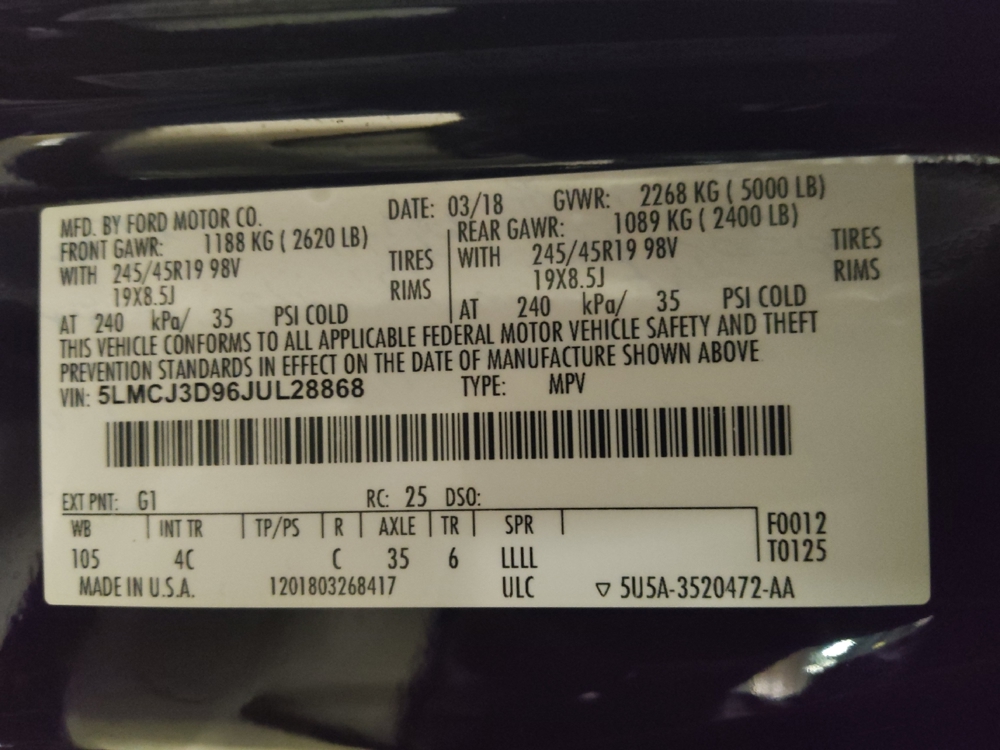 MFD. BY FORD MOTOR CO. DATE: 03/18 GVWR: 2268 KG ( 5000 LB)
FRONT GAWR: 1188 KG ( 2620 LB) REAR GAWR: 1089 KG ( 2400 LB)
WITH 245/45R19 98V TIRES WITH 245/45R19 98V TIRES
19X8.5J RIMS 19X8.5J RIMS
AT 240 kPa/ 35 PSI COLD AT 240 kPa/ 35 PSI COLD
THIS VEHICLE CONFORMS TO ALL APPLICABLE FEDERAL MOTOR VEHICLE SAFETY AND THEFT
PREVENTION STANDARDS IN EFFECT ON THE DATE OF MANUFACTURE SHOWN ABOVE
VIN: 5LMCJ3D96JUL28868 TYPE: MPV
EXT PNT: G1 RC: 25 DSO:
WB INT TR TP/PS R AXLE TR SPR F0012
105 4C C 35 6 LLLL T0125
MADE IN U.S.A. 1201803268417 ULC ▽ 5U5A-3520472-AA